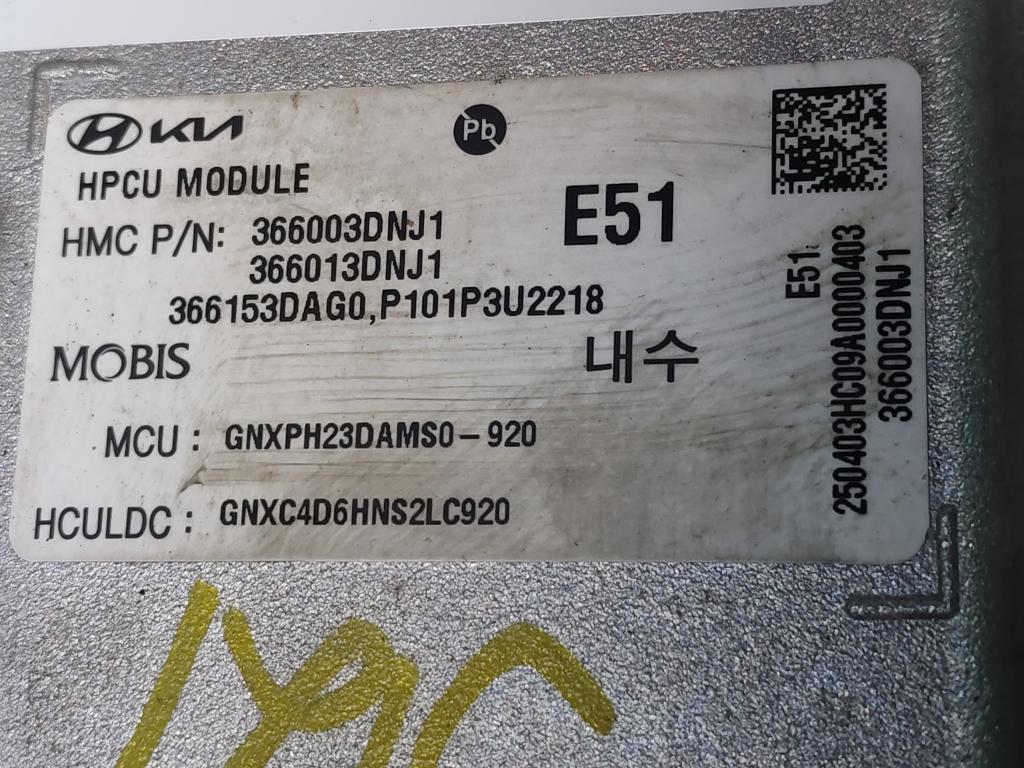 KIA
Pb
HPCU MODULE
E51
HMC P/N: 366003DNJ1
366013DNJ1
366153DAG0,P101P3U2218
MOBIS
내수
MCU : GNXPH23DAMS0-920
HCULDC : GNXC4D6HNS2LC920
E51
250403HC09A0000403
366003DNJ1